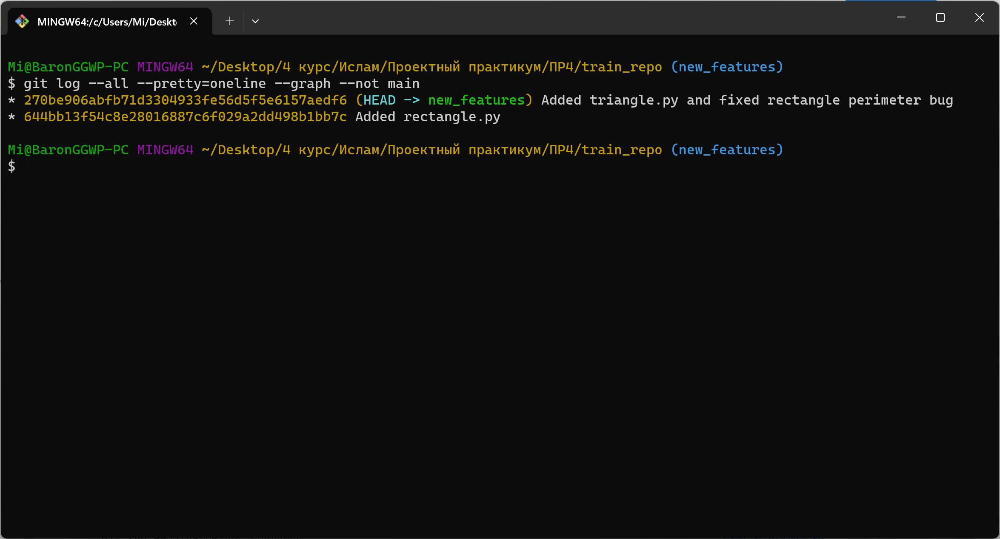 MINGW64:/c/Users/Mi/Deskt
Mi@BaronGGWP-PC MINGW64 ~/Desktop/4 курс/Ислам/Проектный практикум/ПР4/train_repo (new_features)
$ git log --all --pretty=oneline --graph --not main
* 270be906abfb71d3304933fe56d5f5e6157aedf6 (HEAD -> new_features) Added triangle.py and fixed rectangle perimeter bug
* 644bb13f54c8e28016887c6f029a2dd498b1bb7c Added rectangle.py
Mi@BaronGGWP-PC MINGW64 ~/Desktop/4 курс/Ислам/Проектный практикум/ПР4/train_repo (new_features)
$